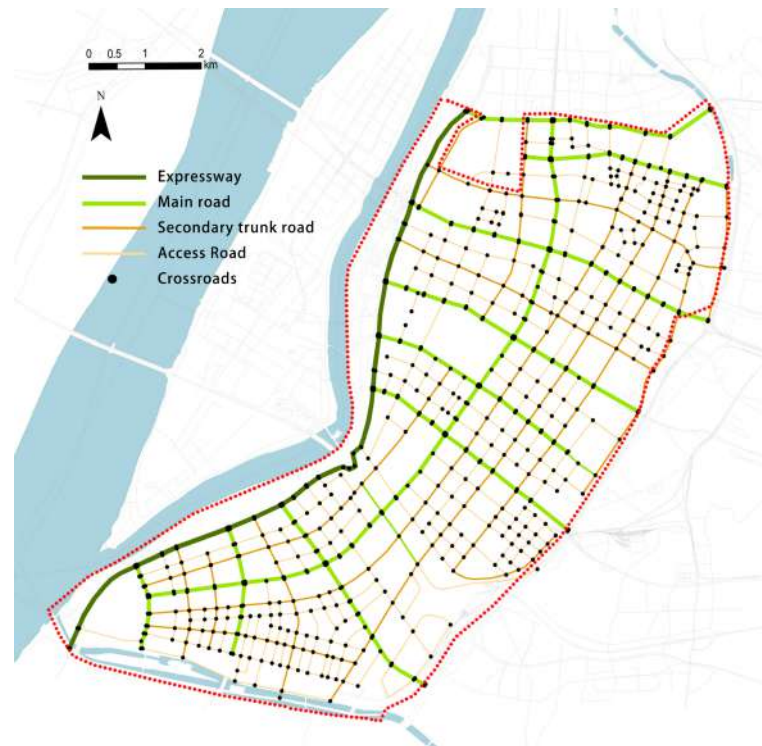 0 0.5 1 2
km
N
Expressway
Main road
Secondary trunk road
Access Road
Crossroads